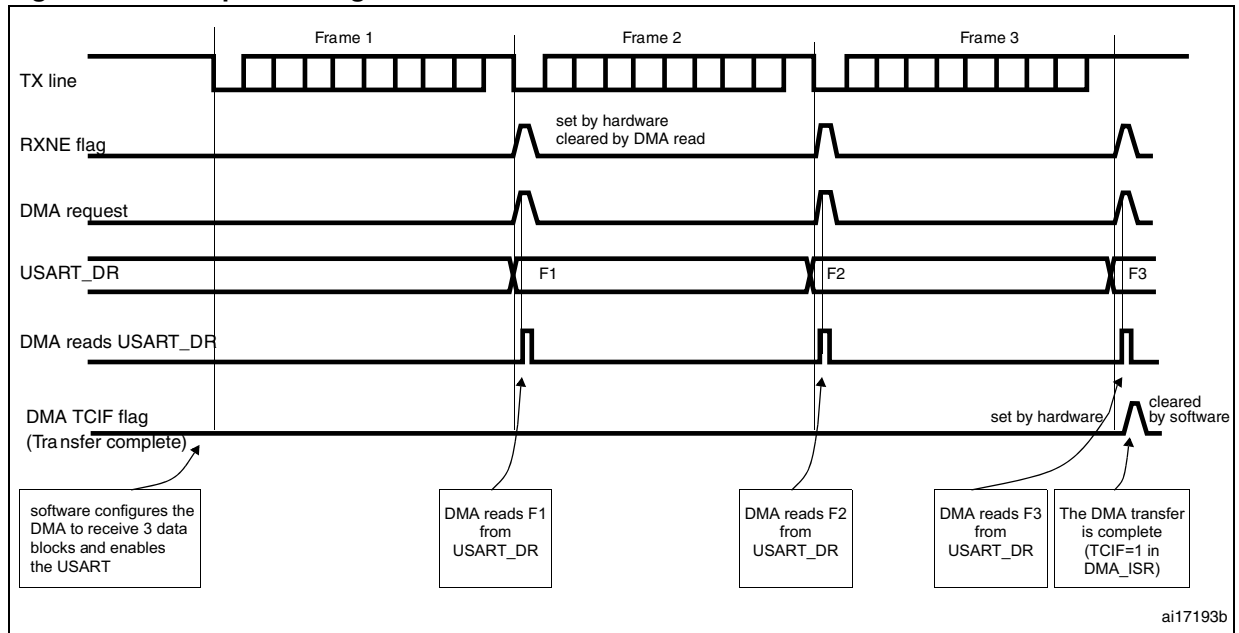 Frame 1
Frame 2
Frame 3
TX line
set by hardware
cleared by DMA read
RXNE flag
DMA request
USART_DR
F1
F2
F3
DMA reads USART_DR
DMA TCIF flag
(Transfer complete)
set by hardware
cleared
by software
software configures the
DMA to receive 3 data
blocks and enables
the USART
DMA reads F1
from
USART_DR
DMA reads F2
from
USART_DR
DMA reads F3
from
USART_DR
The DMA transfer
is complete
(TCIF=1 in
DMA_ISR)
ai17193b